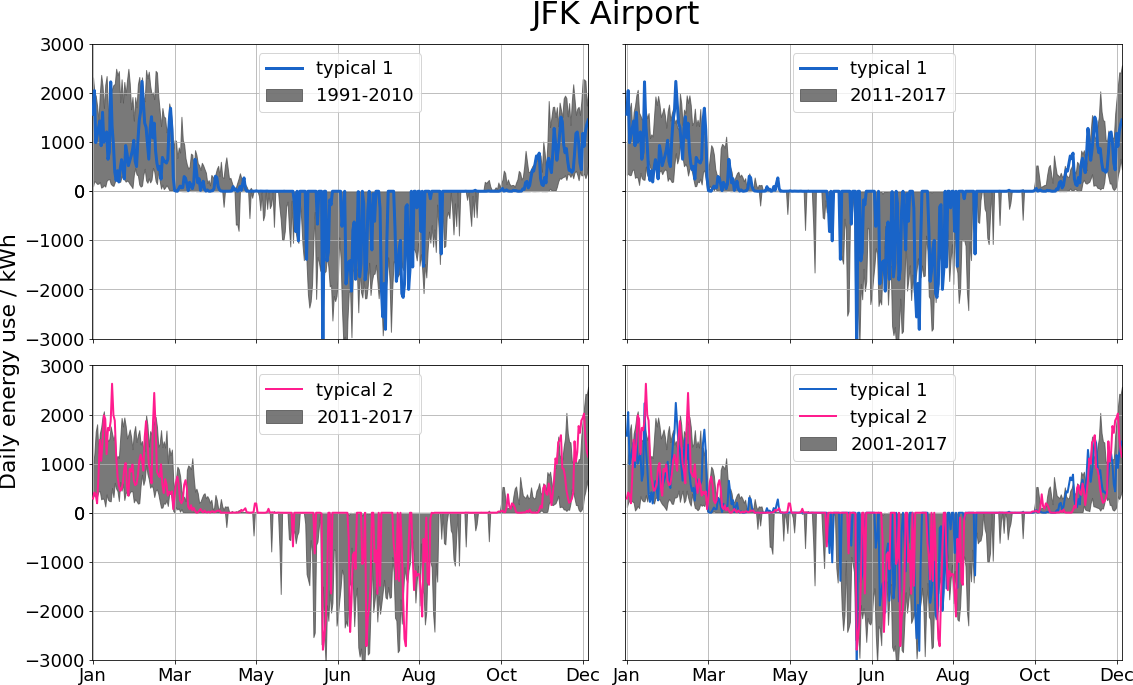 JFK Airport
Daily energy use / kWh
3000
2000
1000
0
−1000
−2000
−3000
typical 1
1991-2010
Jan
Mar
May
Jun
Aug
Oct
Dec
typical 1
2011-2017
3000
2000
1000
0
−1000
−2000
−3000
typical 2
2011-2017
Jan
Mar
May
Jun
Aug
Oct
Dec
typical 1
typical 2
2001-2017